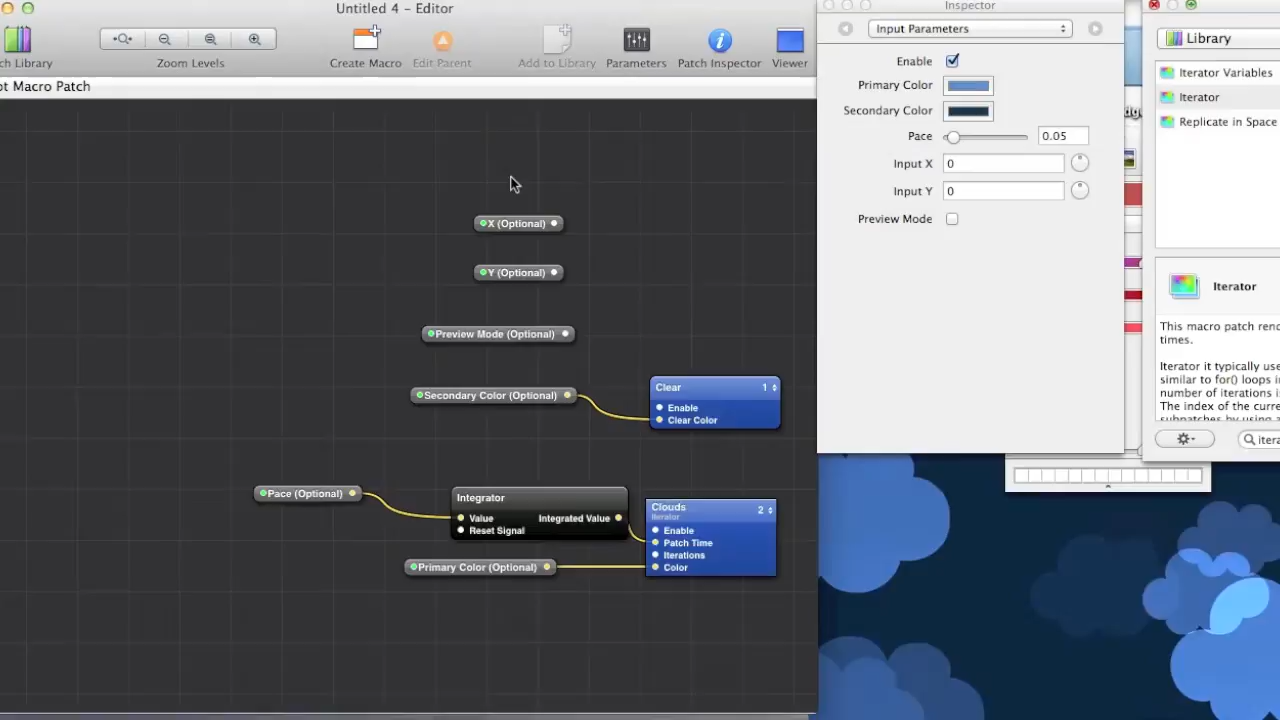 Untitled 4 - Editor
ch Library
Zoom Levels
Create Macro
Edit Parent
Add to Library
Parameters
Patch Inspector
Viewer
ot Macro Patch
X (Optional)
Y (Optional)
Preview Mode (Optional)
Secondary Color (Optional)
Clear 1
Enable
Clear Color
Pace (Optional)
Integrator
Value Integrated Value
Reset Signal
Primary Color (Optional)
Clouds 2
Iterator
Enable
Patch Time
Iterations
Color
Inspector
Input Parameters
Enable
Primary Color
Secondary Color
Pace 0.05
Input X 0
Input Y 0
Preview Mode
Library
Iterator Variables
Iterator
Replicate in Space
Iterator
This macro patch rend
times.
Iterator it typically use
similar to for() loops i
number of iterations is
The index of the curre
subpatches by using a
itera